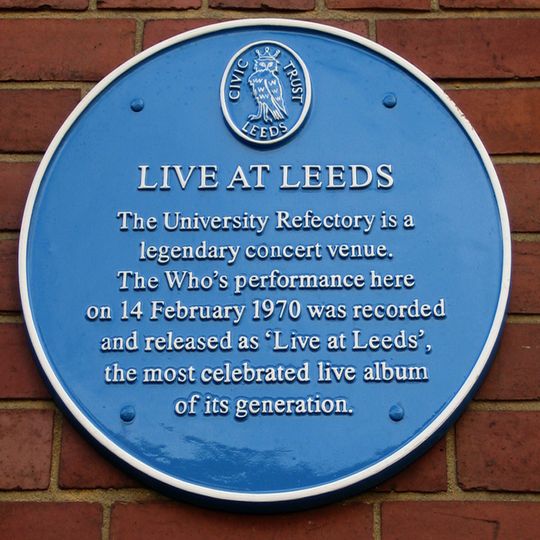 CIVIC TRUST
LEEDS
LIVE AT LEEDS
The University Refectory is a
legendary concert venue.
The Who's performance here
on 14 February 1970 was recorded
and released as ‘Live at Leeds’,
the most celebrated live album
of its generation.